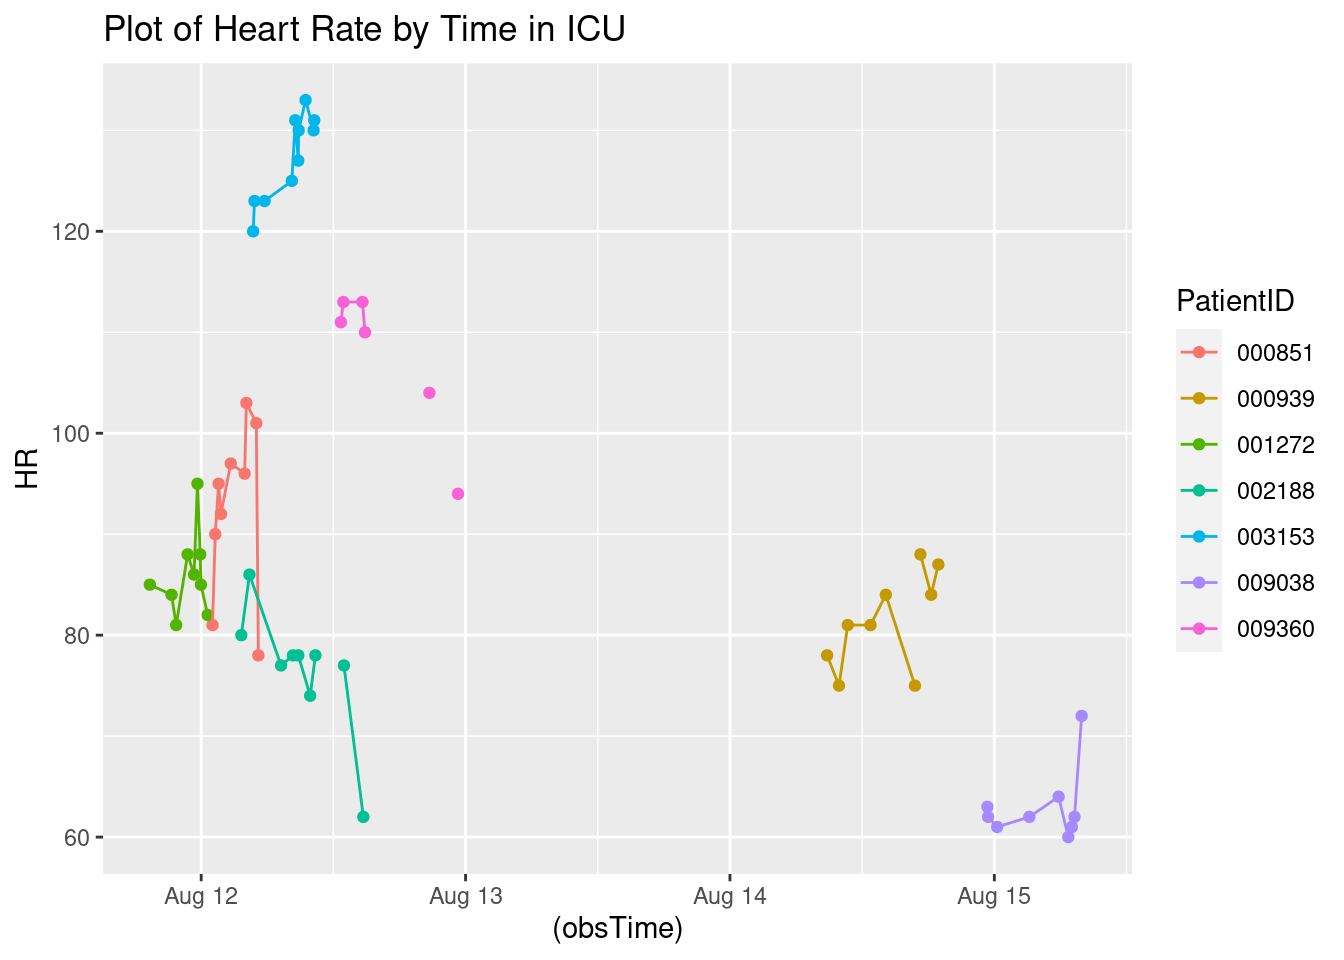 Plot of Heart Rate by Time in ICU
HR
120
100
80
60
Aug 12
Aug 13
Aug 14
Aug 15
(obsTime)
PatientID
000851
000939
001272
002188
003153
009038
009360